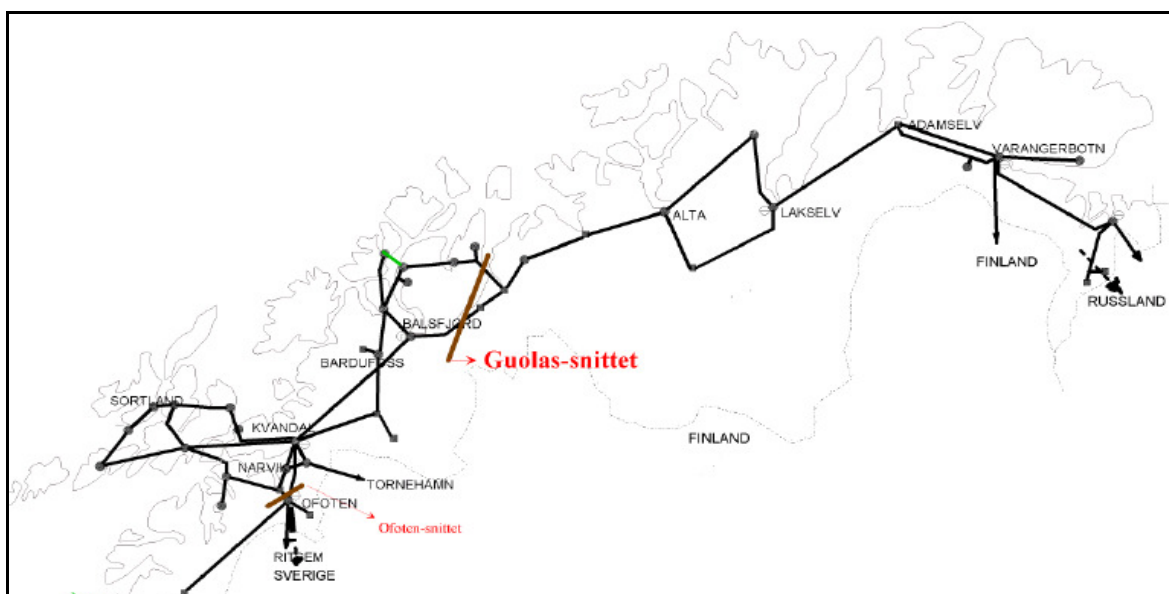 ADAMSELV
VARANGERBOTN
ALTA
LAKSELV
FINLAND
RUSSLAND
BALSFJORD
Guolas-snittet
BARDUFOSS
SORTLAND
KVANDAL
FINLAND
NARVIK
TORNEHAMN
OFOTEN
Ofoten-snittet
RITSEM
SVERIGE